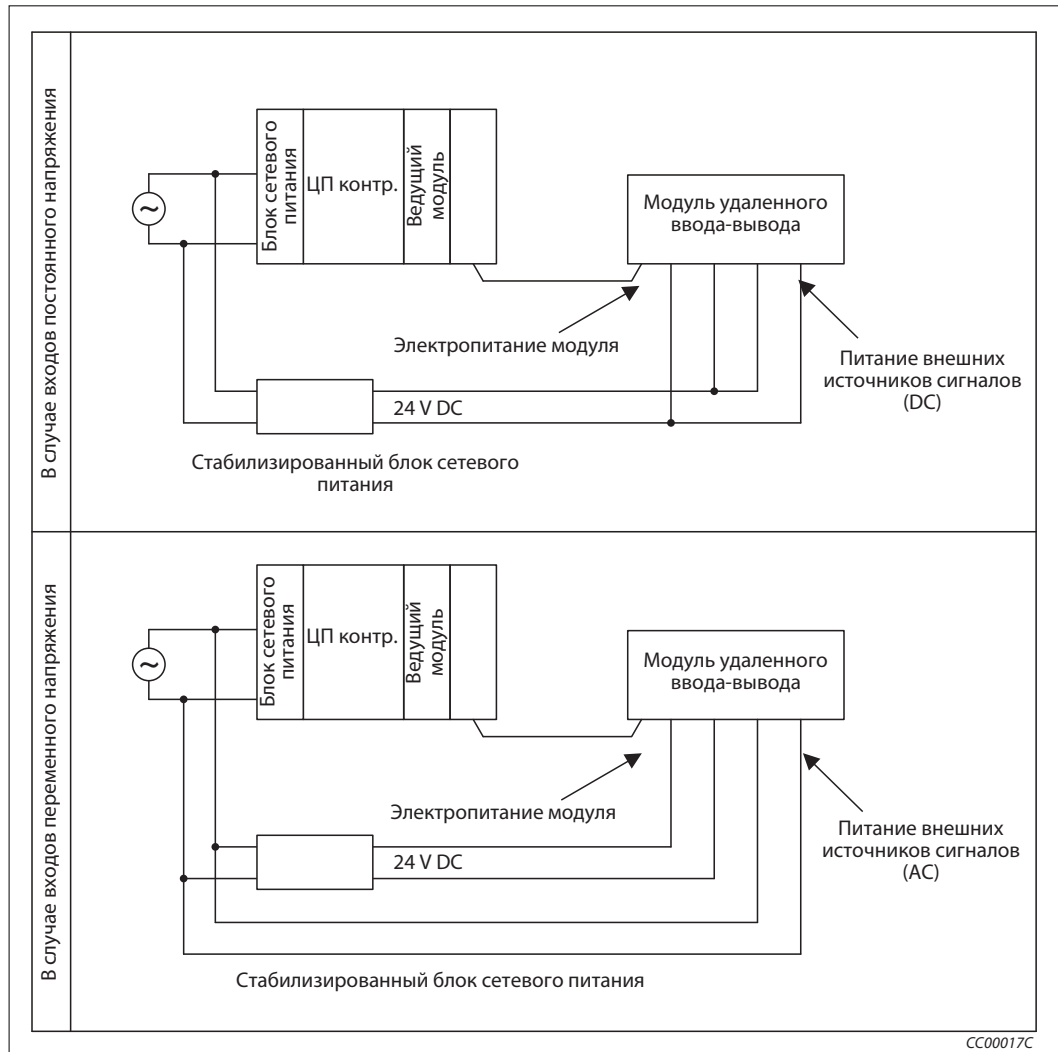 В случае входов постоянного напряжения
Блок сетевого
питания
ЦП контр.
Ведущий
модуль
Модуль удаленного
ввода-вывода
~
Электропитание модуля
Питание внешних
источников сигналов
(DC)
24 V DC
Стабилизированный блок сетевого
питания
В случае входов переменного напряжения
Блок сетевого
питания
ЦП контр.
Ведущий
модуль
Модуль удаленного
ввода-вывода
~
Электропитание модуля
Питание внешних
источников сигналов
(AC)
24 V DC
Стабилизированный блок сетевого питания
CC00017C